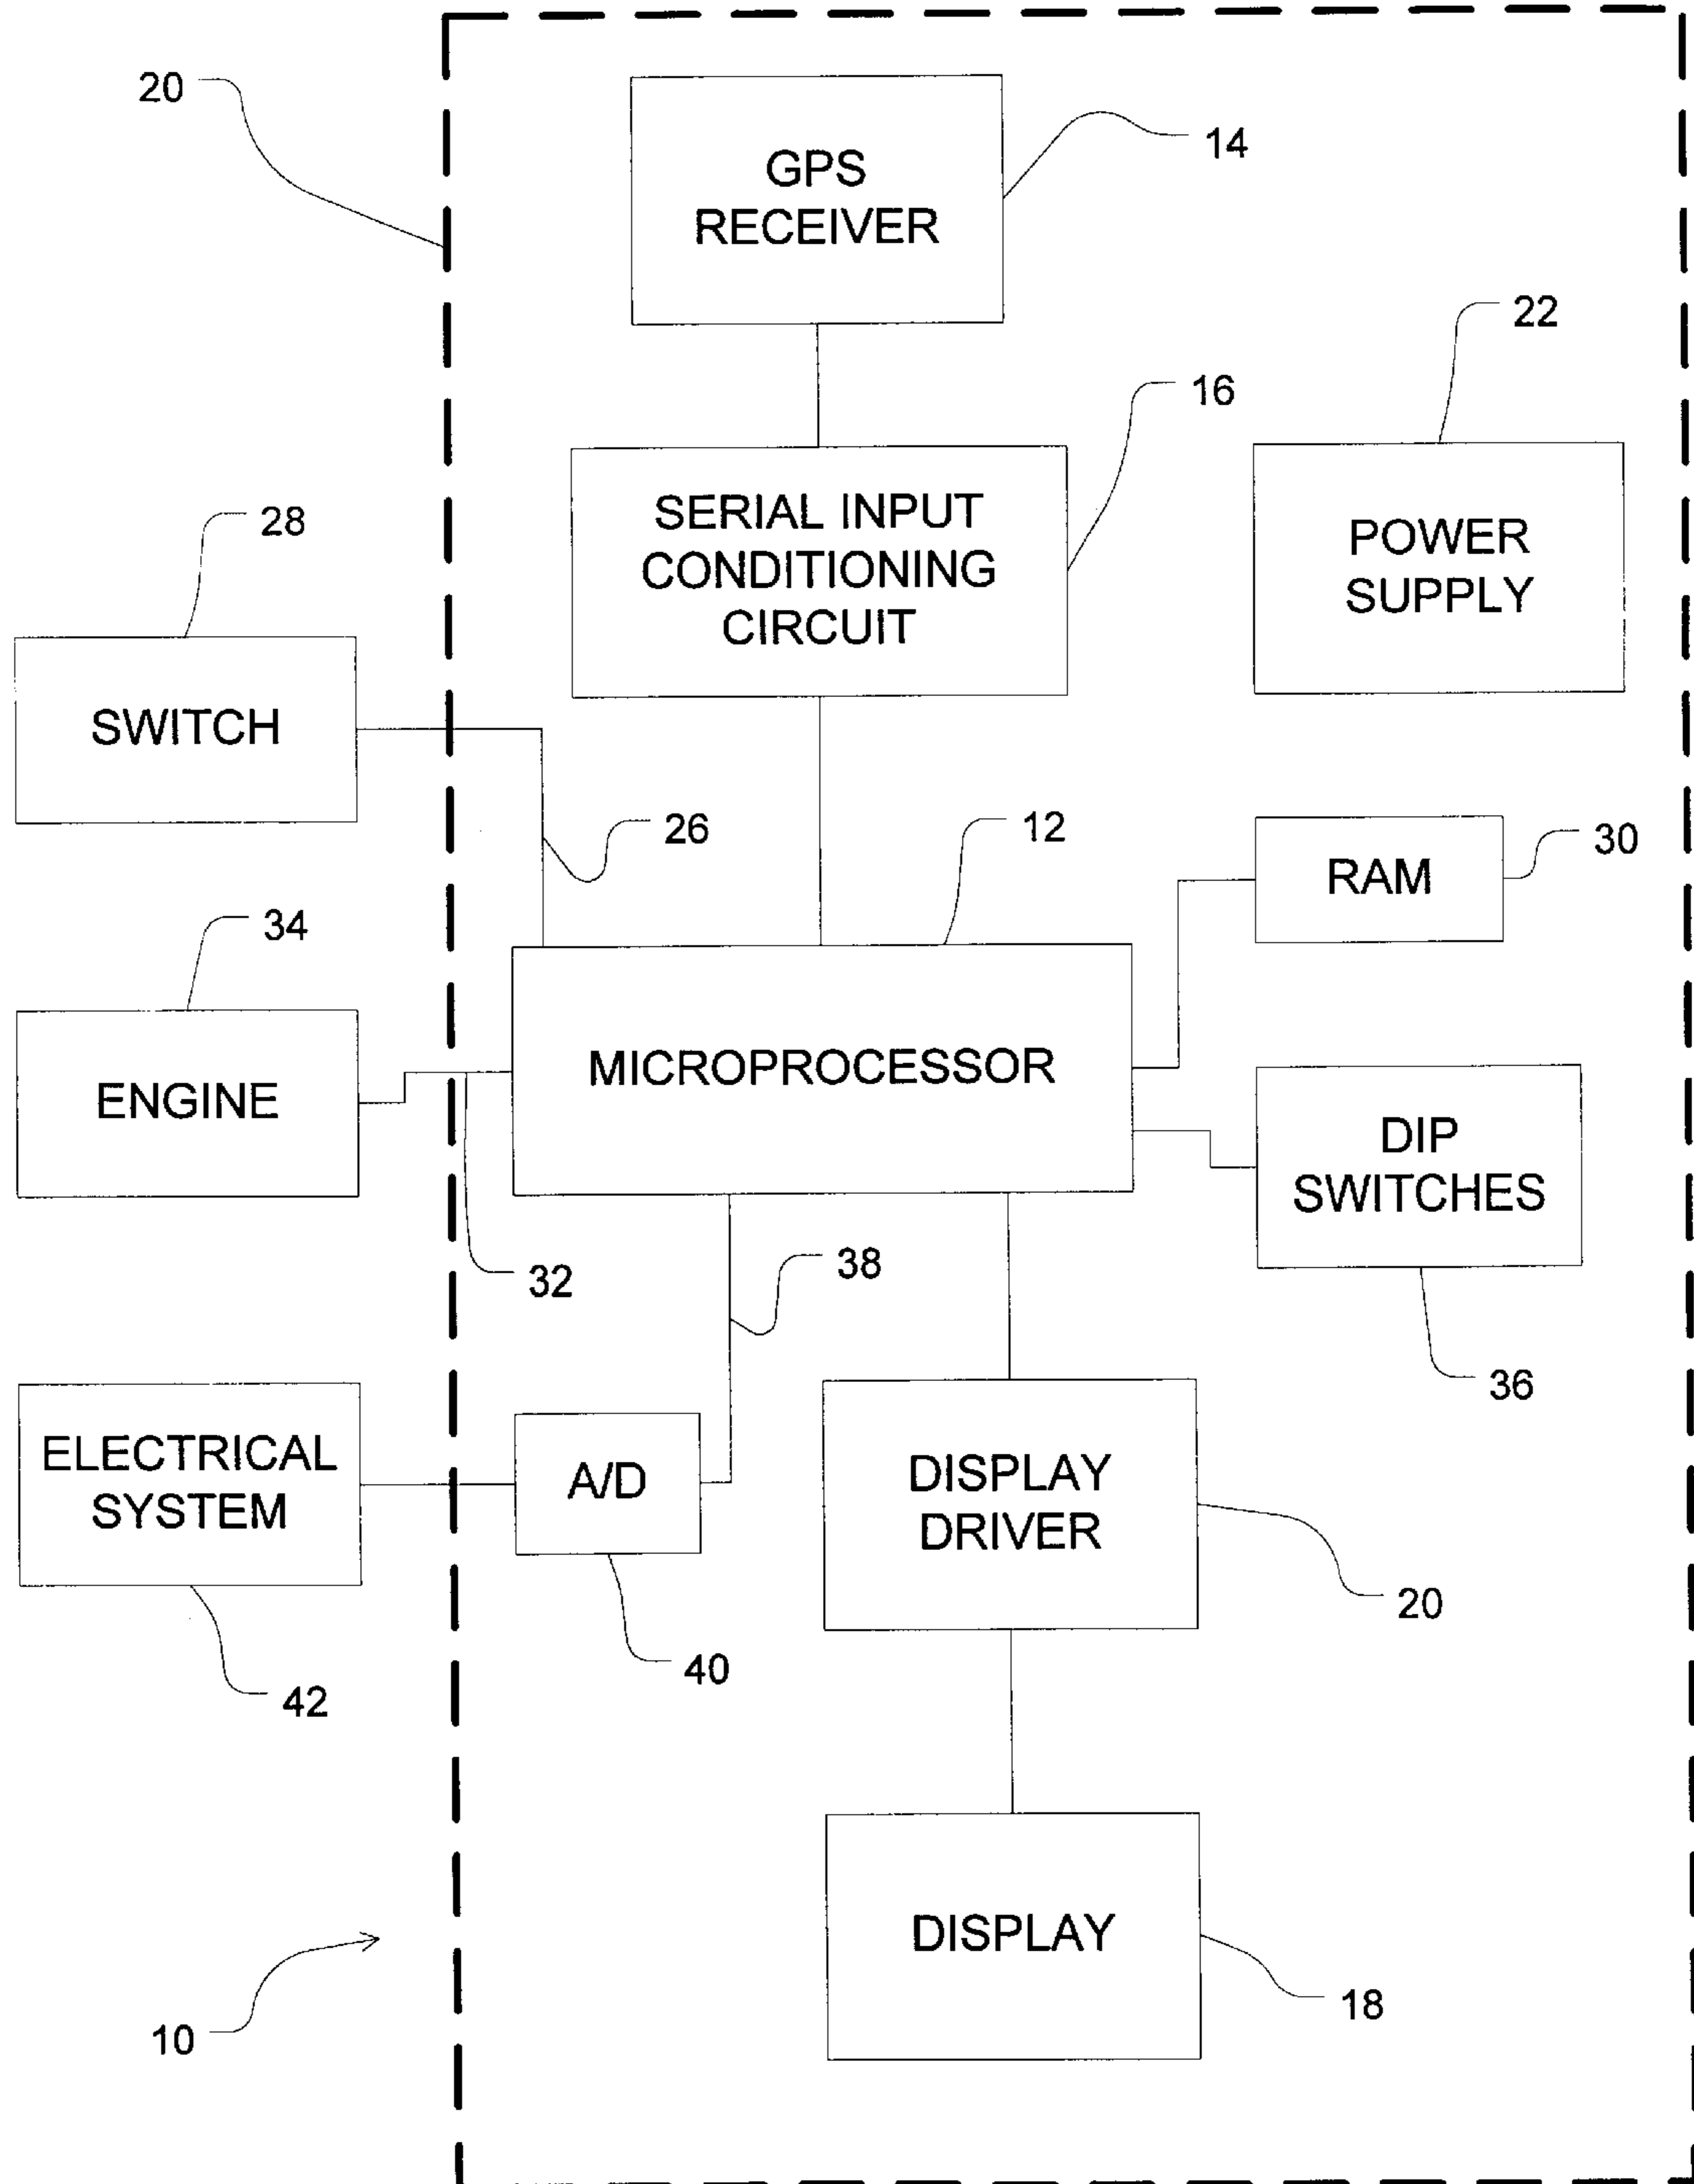 20
GPS
RECEIVER
14
22
16
SERIAL INPUT
CONDITIONING
CIRCUIT
POWER
SUPPLY
28
SWITCH
26
12
30
RAM
34
ENGINE
MICROPROCESSOR
DIP
SWITCHES
32
38
36
ELECTRICAL
SYSTEM
A/D
DISPLAY
DRIVER
20
40
42
DISPLAY
18
10